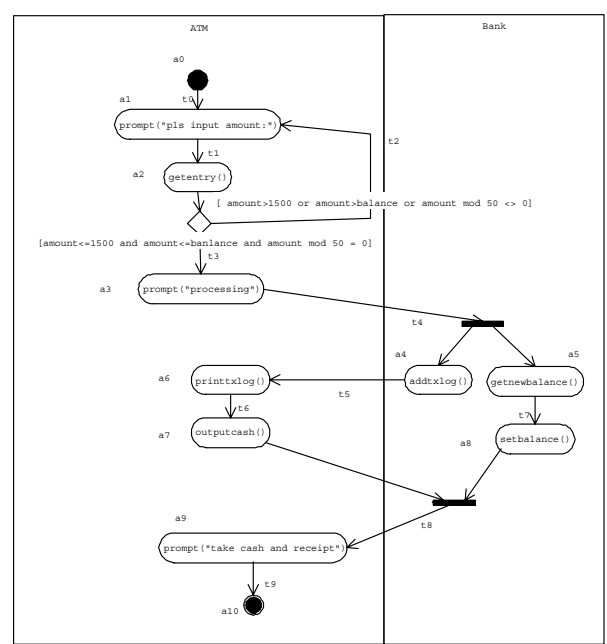 ATM
Bank
a0
t0
a1
prompt("pls input amount:")
t2
t1
a2
getentry()
[ amount>1500 or amount>balance or amount mod 50 <> 0]
[amount<=1500 and amount<=banlance and amount mod 50 = 0]
t3
a3
prompt("processing")
t4
a4
a5
a6
printtxlog()
addtxlog()
getnewbalance()
t5
t6
t7
a7
outputcash()
a8
setbalance()
a9
t8
prompt("take cash and receipt")
t9
a10